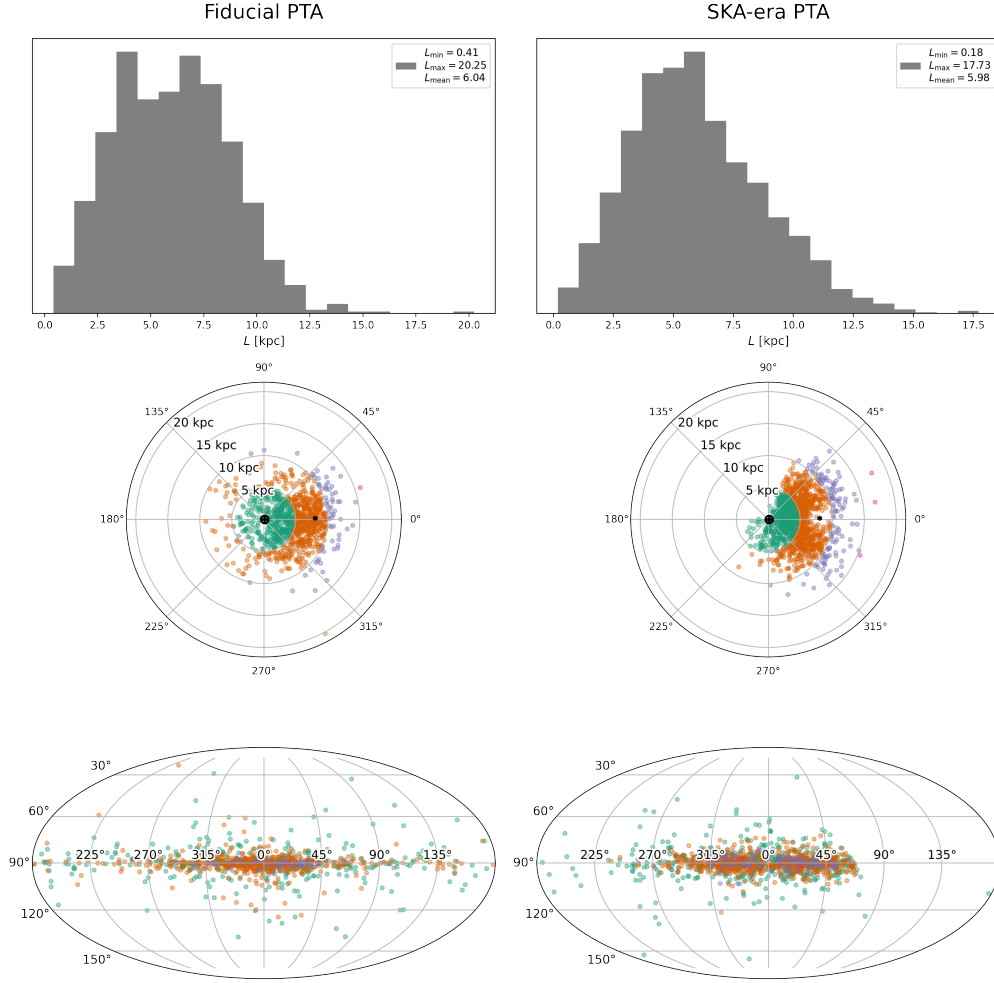 Fiducial PTA
SKA-era PTA
L_min = 0.41
L_max = 20.25
L_mean = 6.04
L_min = 0.18
L_max = 17.73
L_mean = 5.98
0.0 2.5 5.0 7.5 10.0 12.5 15.0 17.5 20.0
L [kpc]
0.0 2.5 5.0 7.5 10.0 12.5 15.0 17.5
L [kpc]
90°
135° 45°
20 kpc
15 kpc
10 kpc
5 kpc
180° 0°
225° 315°
270°
90°
135° 45°
20 kpc
15 kpc
10 kpc
5 kpc
180° 0°
225° 315°
270°
30°
60°
90° 225° 270° 315° 0° 45° 90° 135°
120°
150°
30°
60°
90° 225° 270° 315° 0° 45° 90° 135°
120°
150°